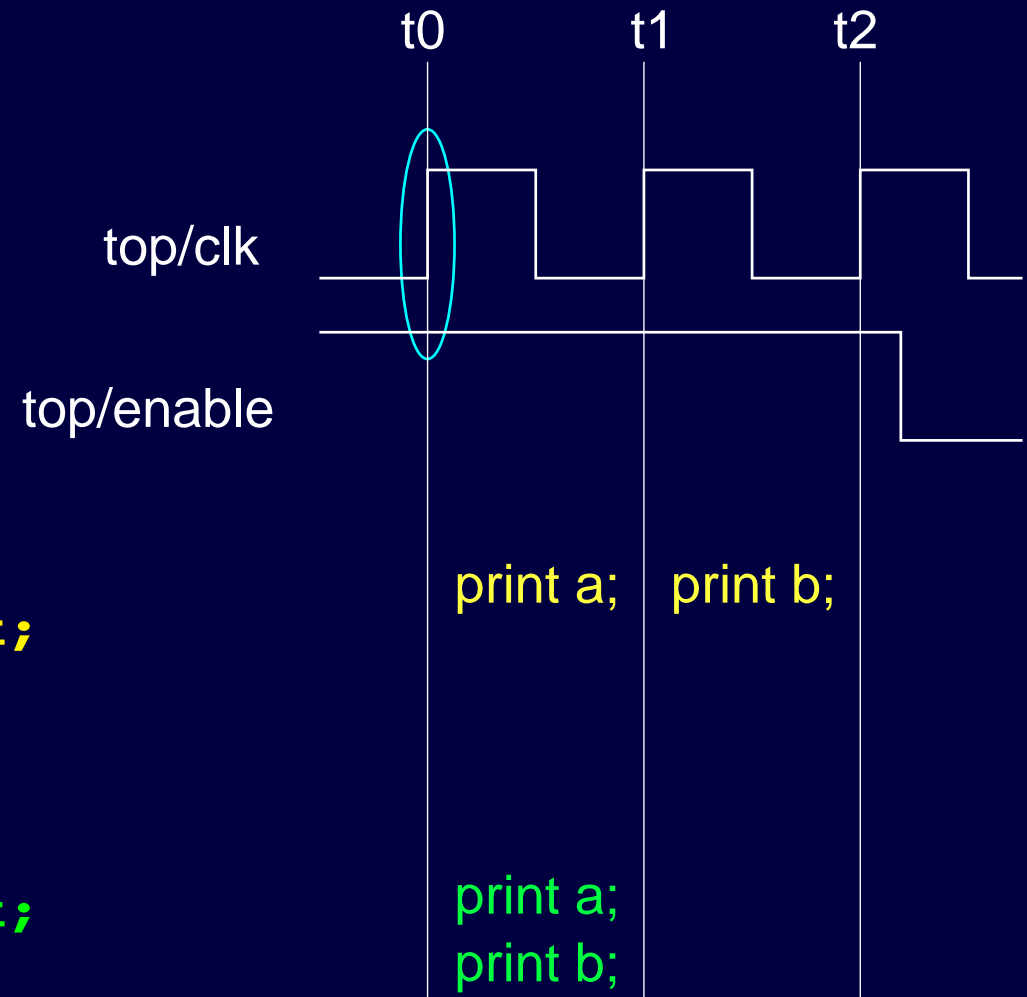 t0 t1 t2
top/clk
top/enable
print a; print b;
;
print a;
;
print b;